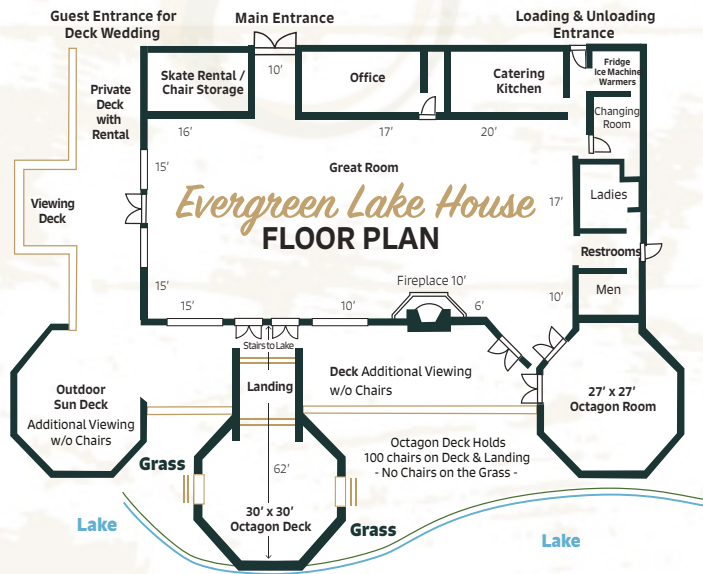 Guest Entrance for
Deck Wedding
Main Entrance
Loading & Unloading
Entrance
Private
Deck
with
Rental
Skate Rental /
Chair Storage
10'
Office
Catering
Kitchen
Fridge
Ice Machine
Warmers
Changing
Room
16'
17'
20'
15'
Great Room
Viewing
Deck
Evergreen Lake House
FLOOR PLAN
17'
Ladies
Restrooms
Men
15'
15'
10'
Fireplace 10'
6'
10'
Stairs to Lake
Landing
Deck Additional Viewing
w/o Chairs
Outdoor
Sun Deck
Additional Viewing
w/o Chairs
27' x 27'
Octagon Room
Octagon Deck Holds
100 chairs on Deck & Landing
- No Chairs on the Grass -
Grass
62'
30' x 30'
Octagon Deck
Grass
Lake
Lake